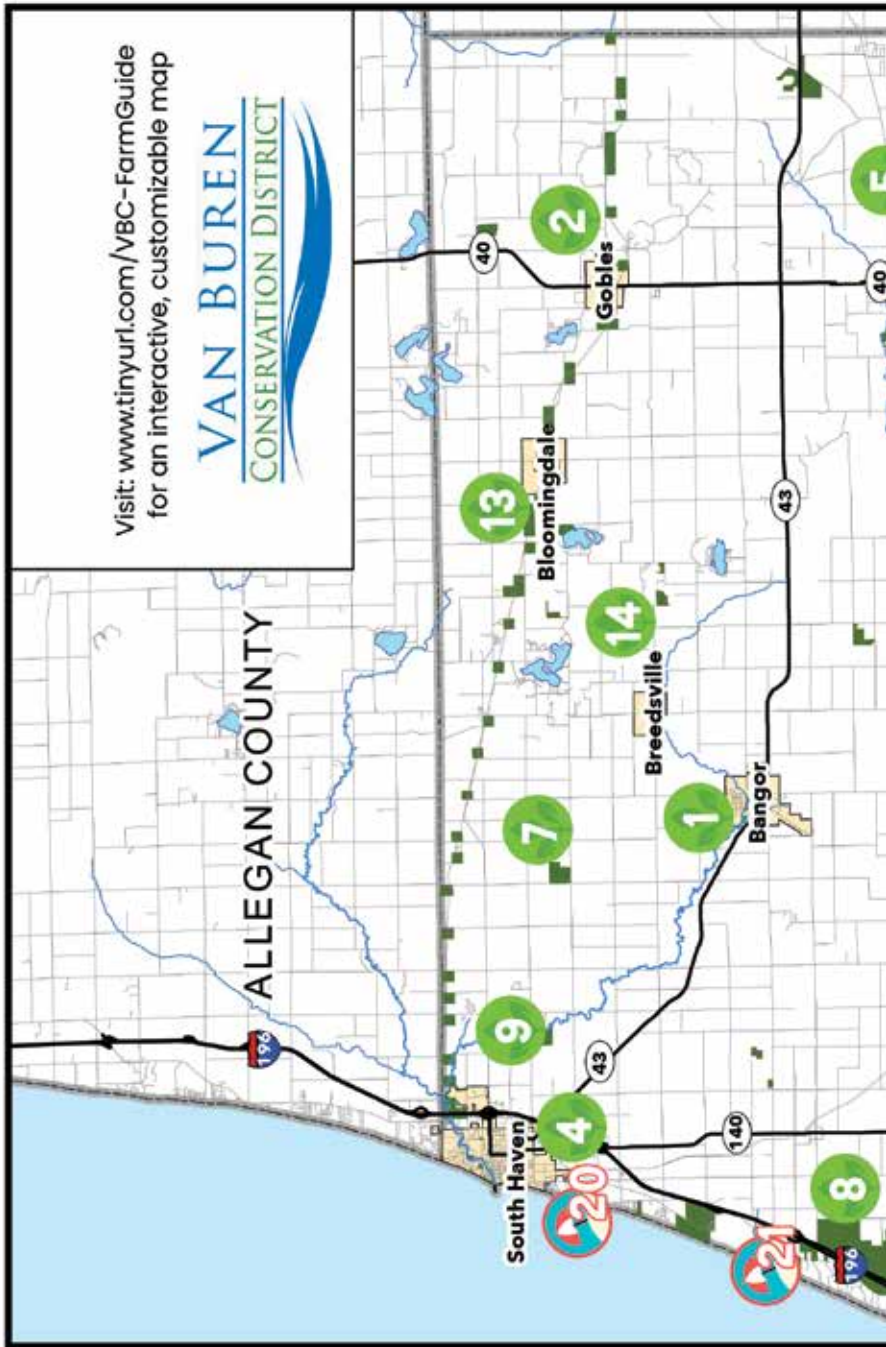 Visit: www.tinyurl.com/VBC-FarmGuide
for an interactive, customizable map
VAN BUREN
CONSERVATION DISTRICT
ALLEGAN COUNTY
196
40
2
Gobles
13
Bloomingdale
14
Breedsville
7
9
South Haven
4
20
1
Bangor
43
43
140
21
196
8
5
40